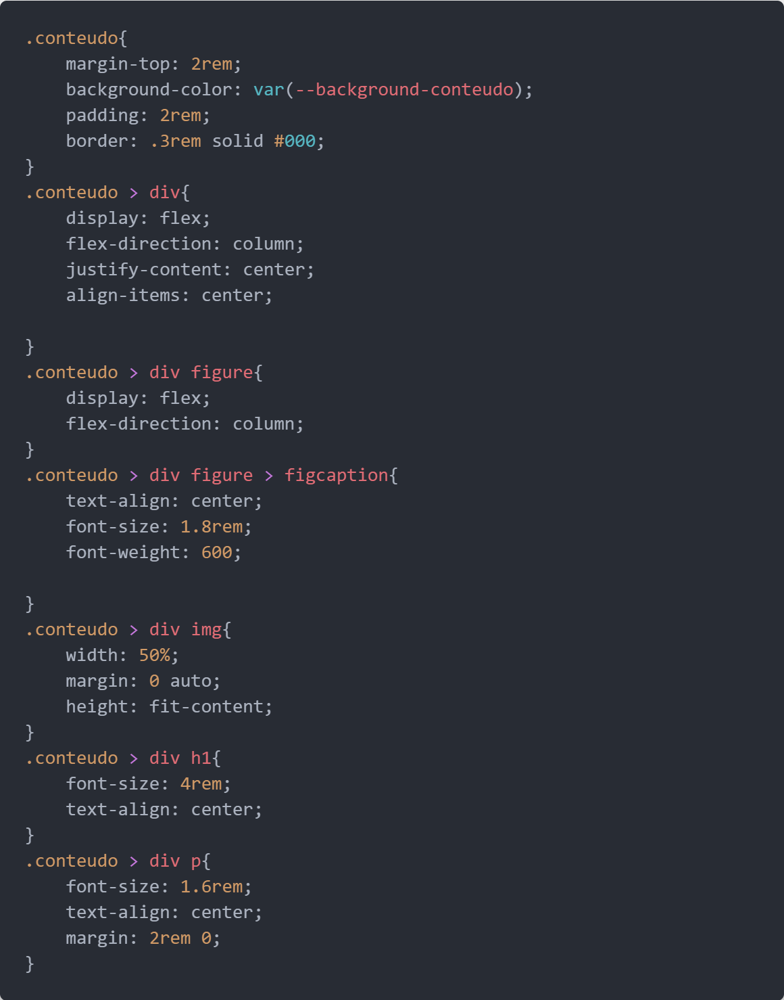 .conteudo{
    margin-top: 2rem;
    background-color: var(--background-conteudo);
    padding: 2rem;
    border: .3rem solid #000;
}
.conteudo > div{
    display: flex;
    flex-direction: column;
    justify-content: center;
    align-items: center;

}
.conteudo > div figure{
    display: flex;
    flex-direction: column;
}
.conteudo > div figure > figcaption{
    text-align: center;
    font-size: 1.8rem;
    font-weight: 600;

}
.conteudo > div img{
    width: 50%;
    margin: 0 auto;
    height: fit-content;
}
.conteudo > div h1{
    font-size: 4rem;
    text-align: center;
}
.conteudo > div p{
    font-size: 1.6rem;
    text-align: center;
    margin: 2rem 0;
}